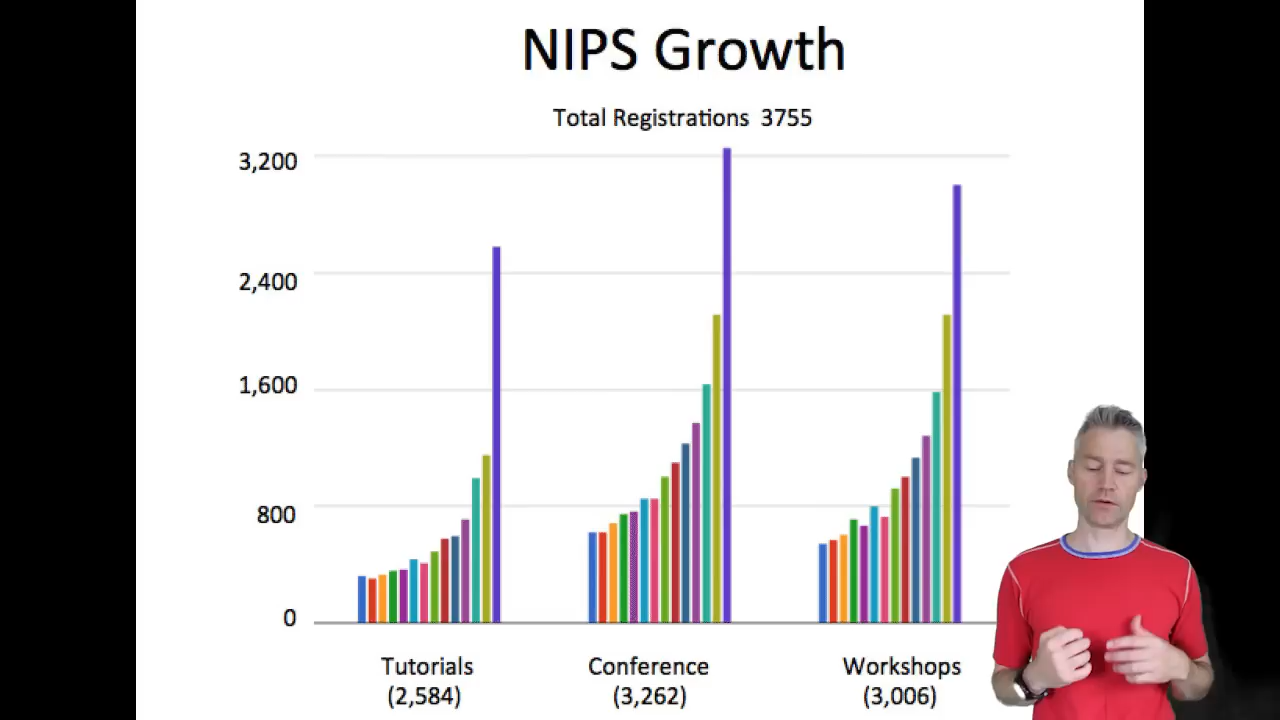 NIPS Growth
Total Registrations 3755
3,200
2,400
1,600
800
0
Tutorials
(2,584)
Conference
(3,262)
Workshops
(3,006)